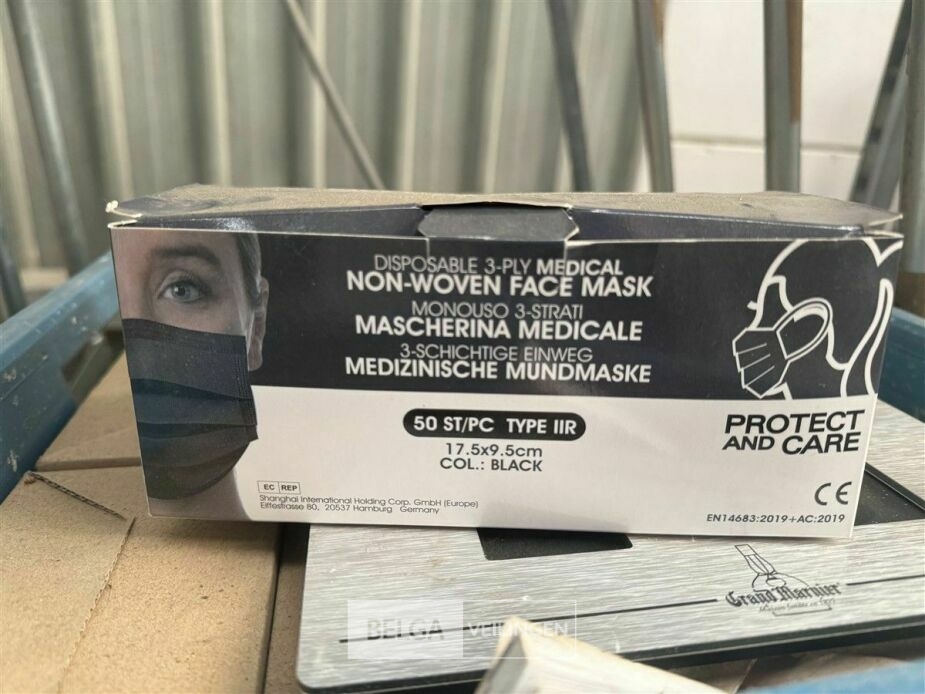 DISPOSABLE 3-PLY MEDICAL
NON-WOVEN FACE MASK
MONOUSO 3-STRATI
MASCHERINA MEDICALE
3-SCHICHTIGE EINWEG
MEDIZINISCHE MUNDMASKE
50 ST/PC TYPE IIR
17.5x9.5cm
COL.: BLACK
PROTECT
AND CARE
EC REP
Shanghai International Holding Corp. GmbH (Europe)
Eiffestrasse 80, 20537 Hamburg Germany
CE
EN14683:2019+AC:2019
Grand Marnier
BELGA VEILINGEN